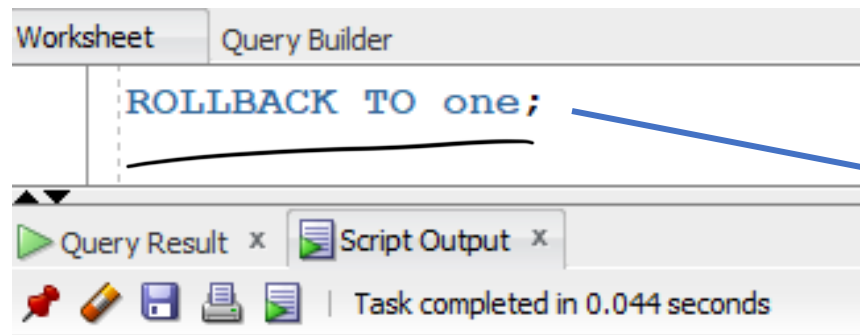 Worksheet Query Builder
ROLLBACK TO one;
Query Result x Script Output x
Task completed in 0.044 seconds